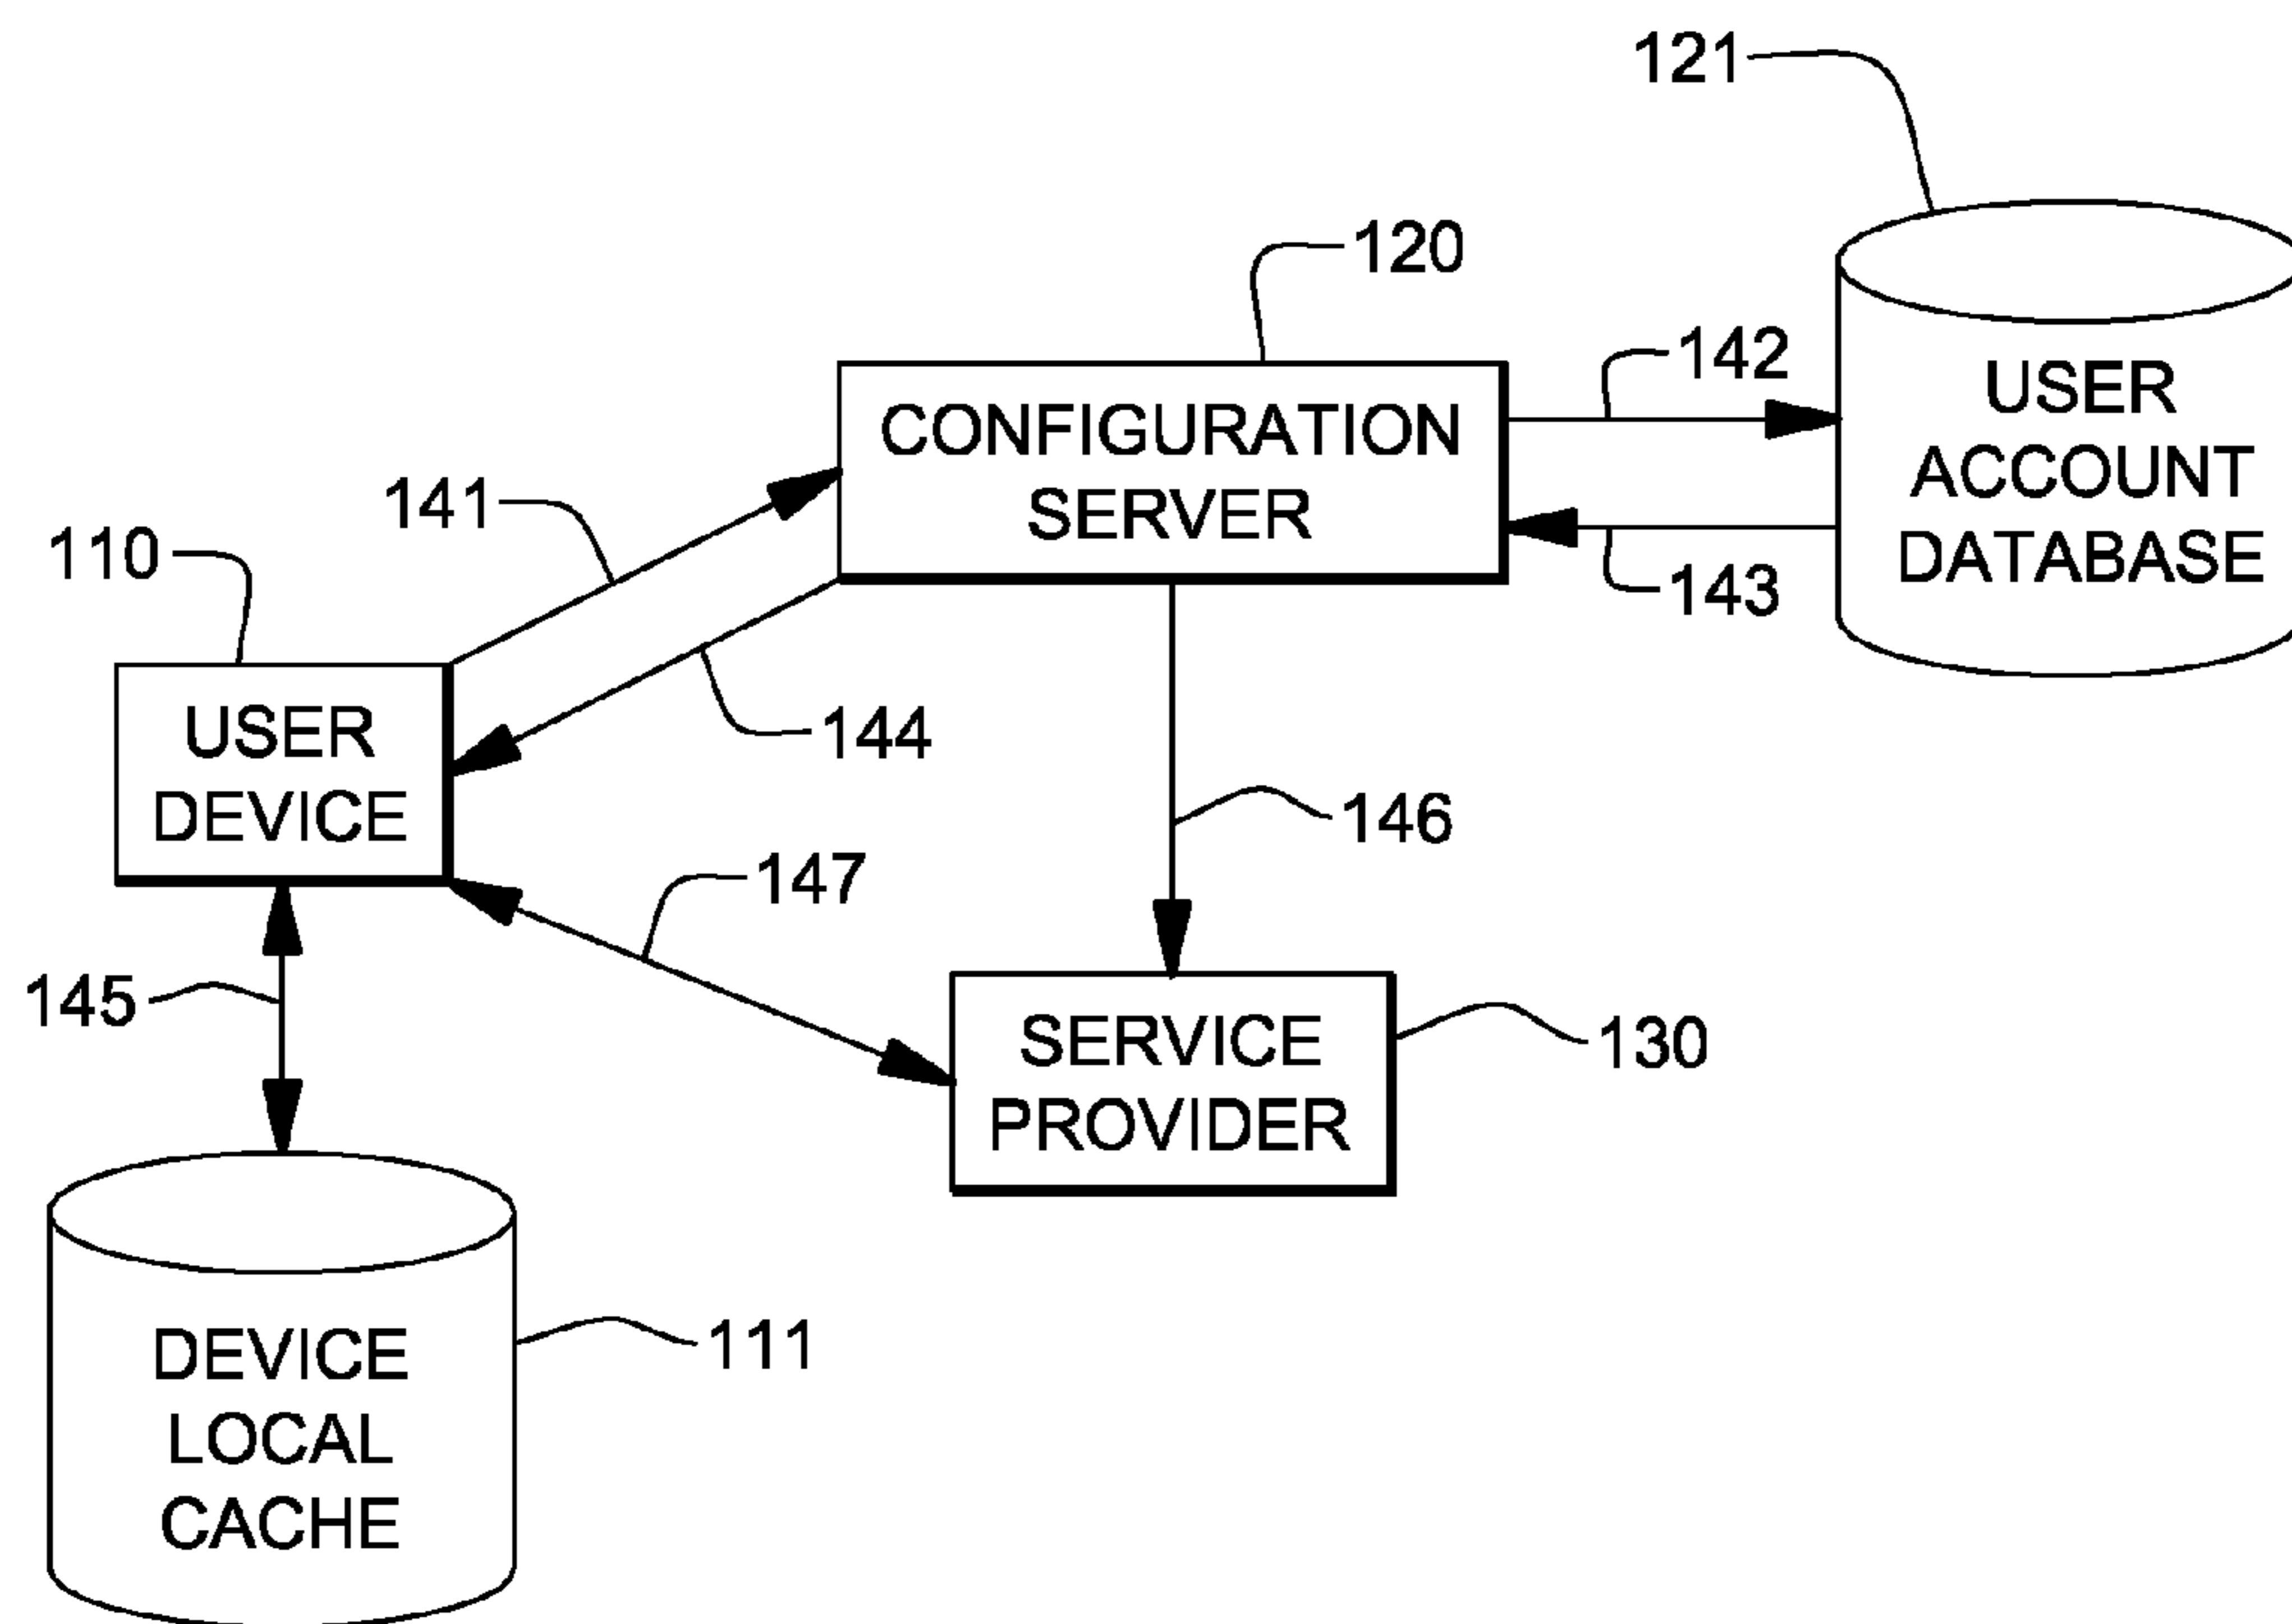 121
120
142
USER
ACCOUNT
DATABASE
CONFIGURATION
SERVER
141
143
110
144
USER
DEVICE
146
147
145
SERVICE
PROVIDER
130
DEVICE
LOCAL
CACHE
111